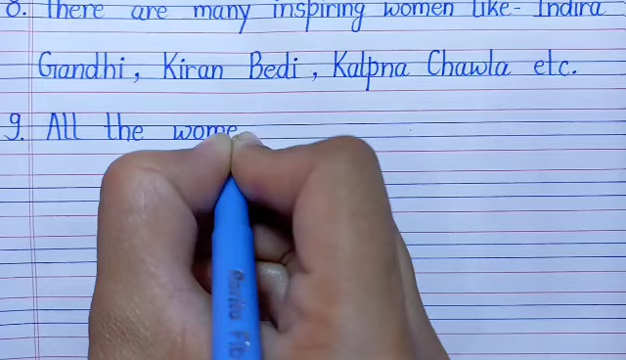 8. There are many inspiring women like- Indira
Gandhi, Kiran Bedi, Kalpna Chawla etc.
9. All the wome